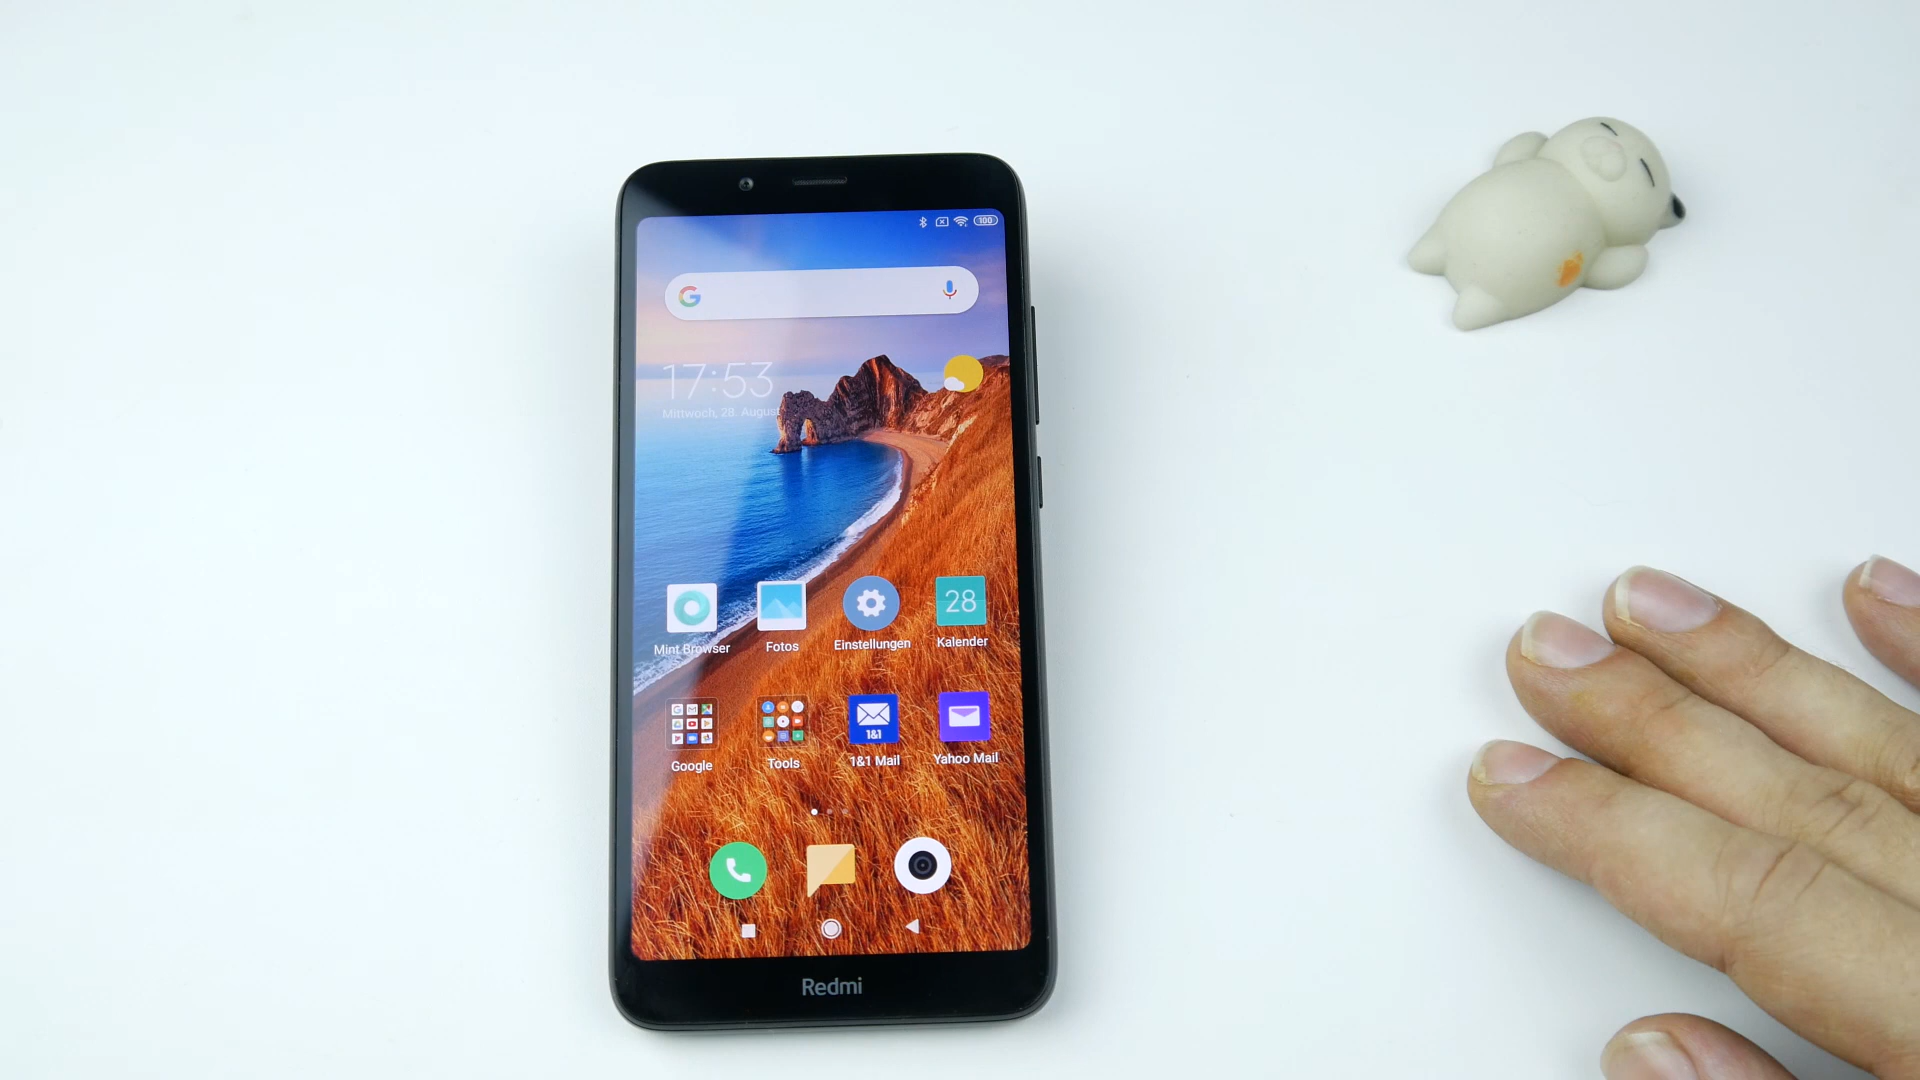 100
17:53
Mittwoch, 28. August
28
Mint Browser
Fotos
Einstellungen
Kalender
1&1
Google
Tools
1&1 Mail
Yahoo Mail
Redmi